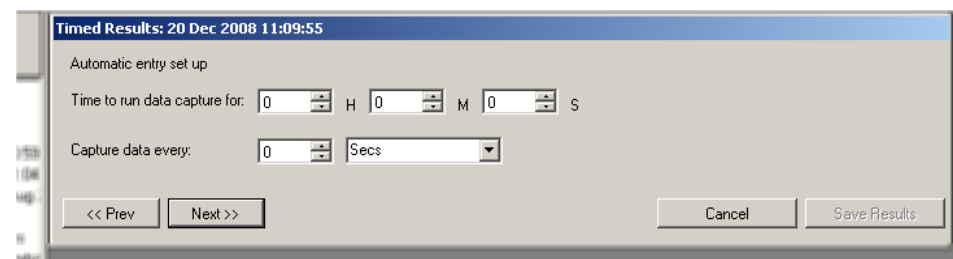 Timed Results: 20 Dec 2008 11:09:55
Automatic entry set up
Time to run data capture for: 0 H 0 M 0 S
Capture data every: 0 Secs
<< Prev Next >> Cancel Save Results